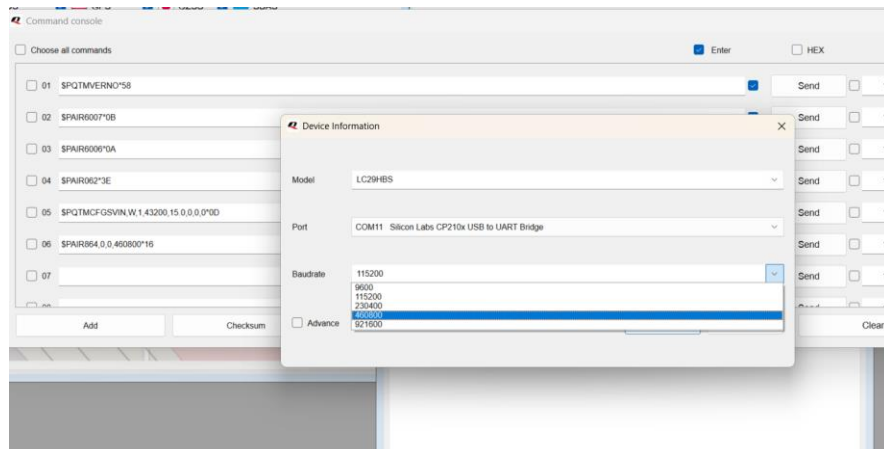 Command console
Choose all commands
Enter
HEX
01 $PQTMVERNO*58
Send
02 $PAIR6007*0B
Send
03 $PAIR6006*0A
Send
04 $PAIR062*3E
Send
05 $PQTMCFGSVIN,W,1,43200,15.0,0,0,0*0D
Send
06 $PAIR864,0,0,460800*16
Send
07
Send
Add
Checksum
Clear
Device Information
Model LC29HBS
Port COM11 Silicon Labs CP210x USB to UART Bridge
Baudrate 115200
9600
115200
230400
460800
921600
Advance